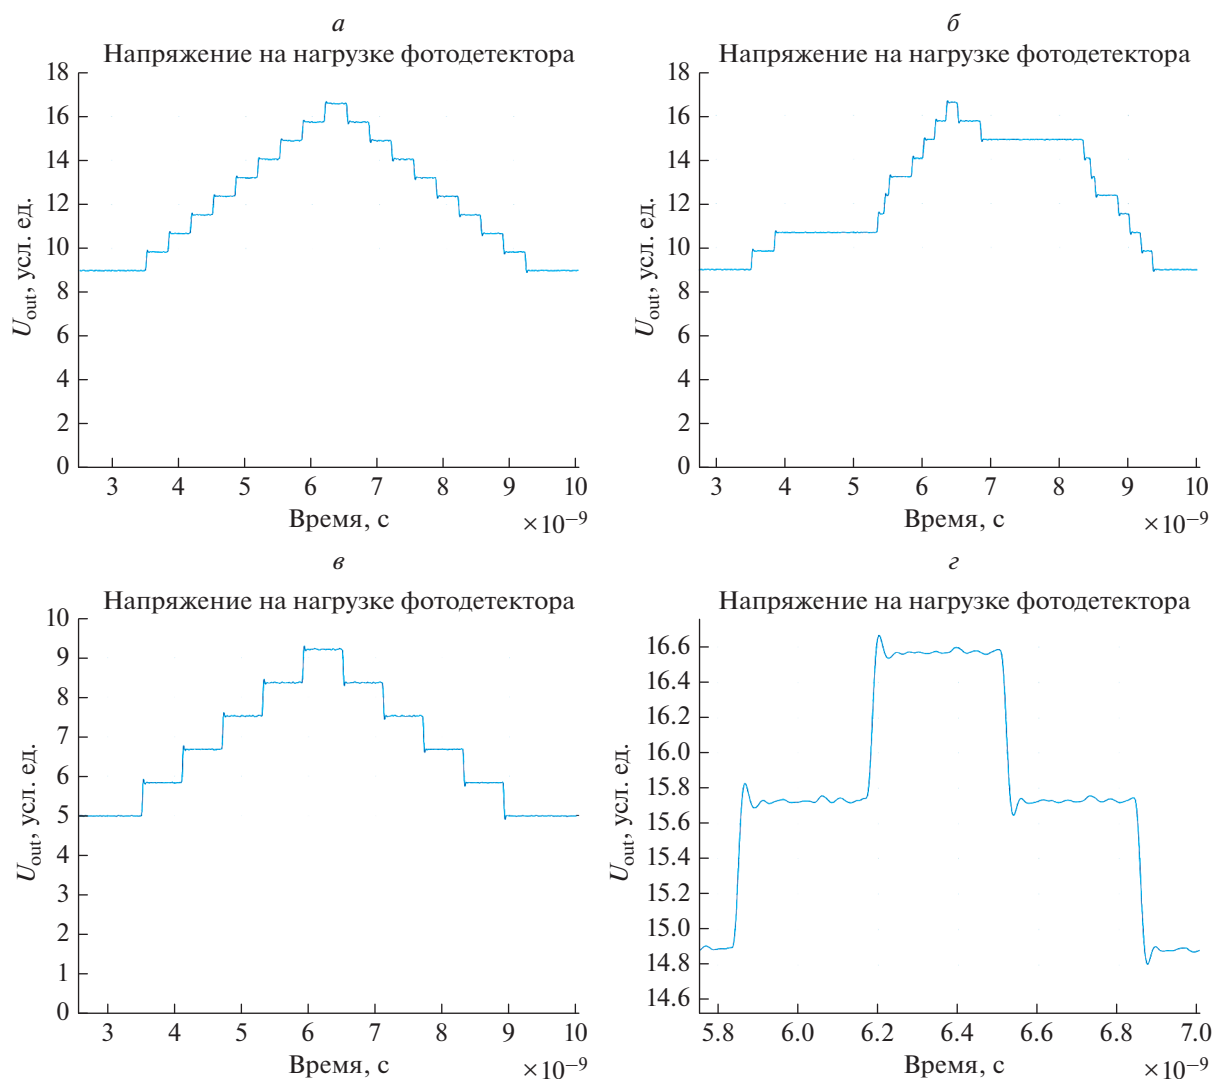 а
Напряжение на нагрузке фотодетектора
18
16
14
12
10
8
6
4
2
0
U_out, усл. ед.
3 4 5 6 7 8 9 10
Время, с
×10⁻⁹
б
Напряжение на нагрузке фотодетектора
18
16
14
12
10
8
6
4
2
0
U_out, усл. ед.
3 4 5 6 7 8 9 10
Время, с
×10⁻⁹
в
Напряжение на нагрузке фотодетектора
10
9
8
7
6
5
4
3
2
1
0
U_out, усл. ед.
3 4 5 6 7 8 9 10
Время, с
×10⁻⁹
г
Напряжение на нагрузке фотодетектора
16.6
16.4
16.2
16.0
15.8
15.6
15.4
15.2
15.0
14.8
14.6
U_out, усл. ед.
5.8 6.0 6.2 6.4 6.6 6.8 7.0
Время, с
×10⁻⁹